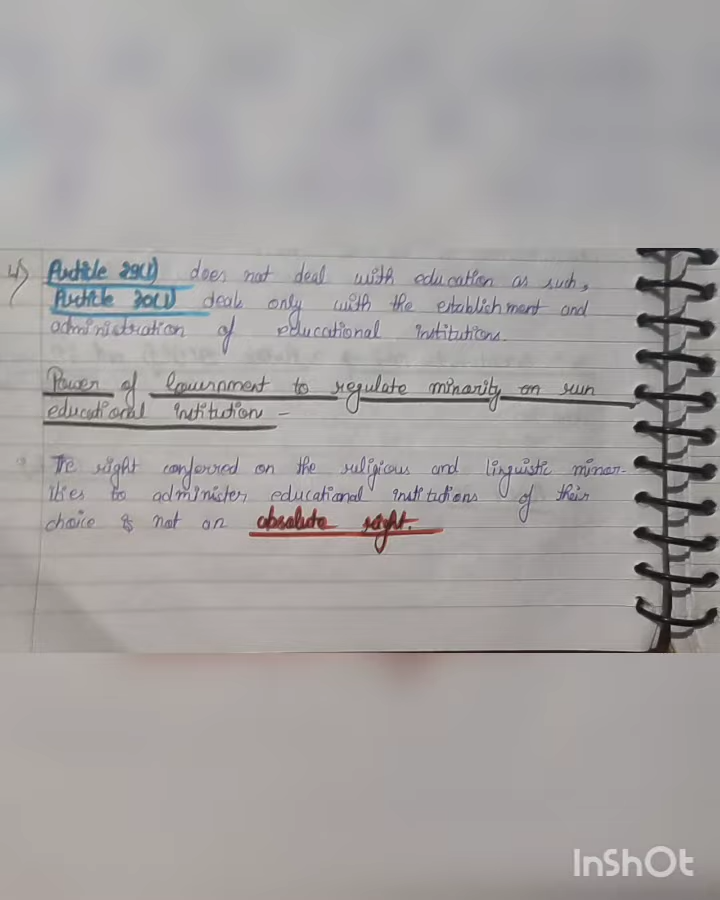 4) Article 29(1) does not deal with education as such,
Article 30(1) deals only with the establishment and
administration of educational institutions.
Power of Government to regulate minority on run
educational institution -
The right conferred on the religious and linguistic minor-
ities to administer educational institutions of their
choice is not an absolute right.
InShOt